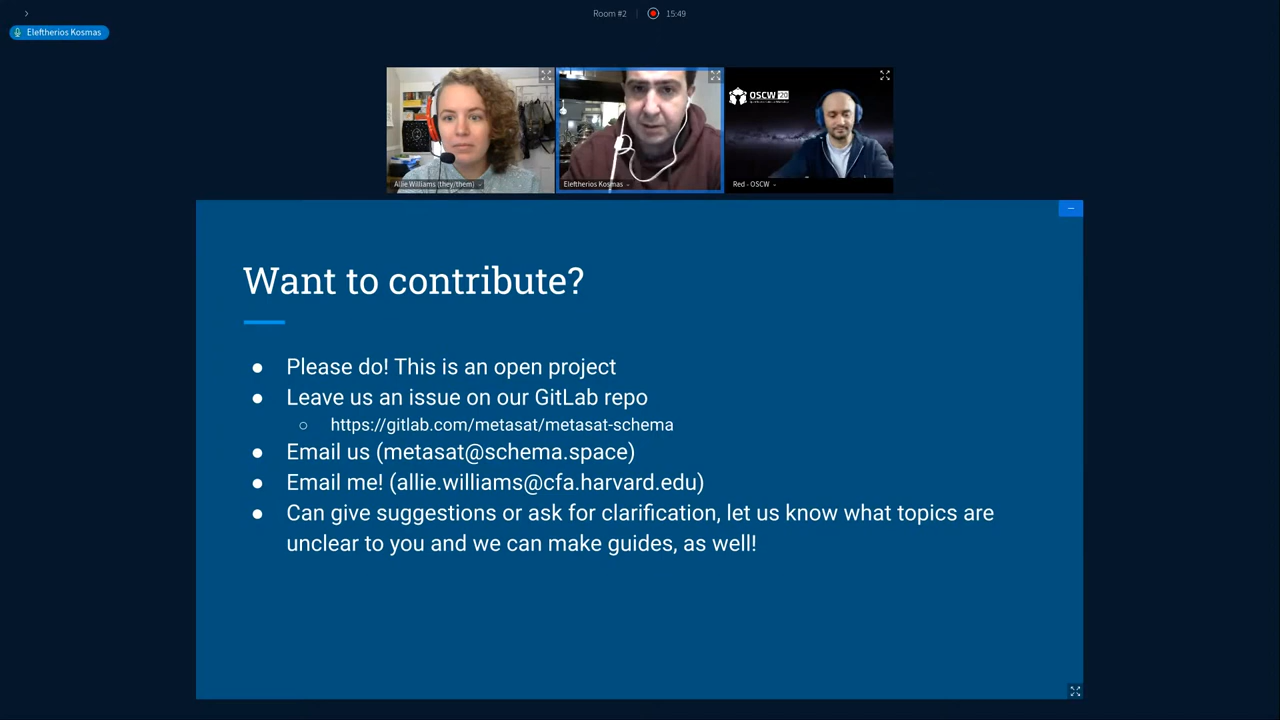 Room #2
15:49
Eleftherios Kosmas
OSCW '20
Allie Williams (they/them)
Eleftherios Kosmas
Red - OSCW
Want to contribute?
● Please do! This is an open project
● Leave us an issue on our GitLab repo
○ https://gitlab.com/metasat/metasat-schema
● Email us (metasat@schema.space)
● Email me! (allie.williams@cfa.harvard.edu)
● Can give suggestions or ask for clarification, let us know what topics are
unclear to you and we can make guides, as well!